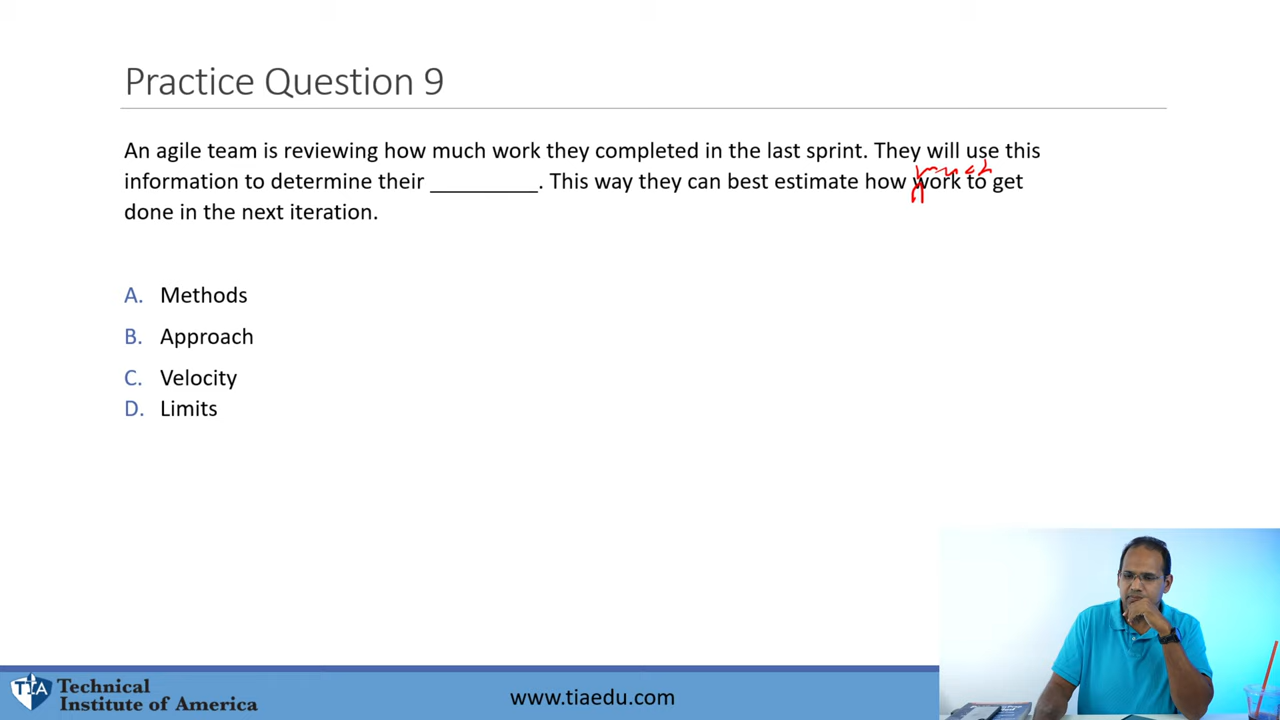 Practice Question 9
An agile team is reviewing how much work they completed in the last sprint. They will use this
information to determine their __________. This way they can best estimate how work to get
much
done in the next iteration.
A. Methods
B. Approach
C. Velocity
D. Limits
TIA Technical
Institute of America
www.tiaedu.com